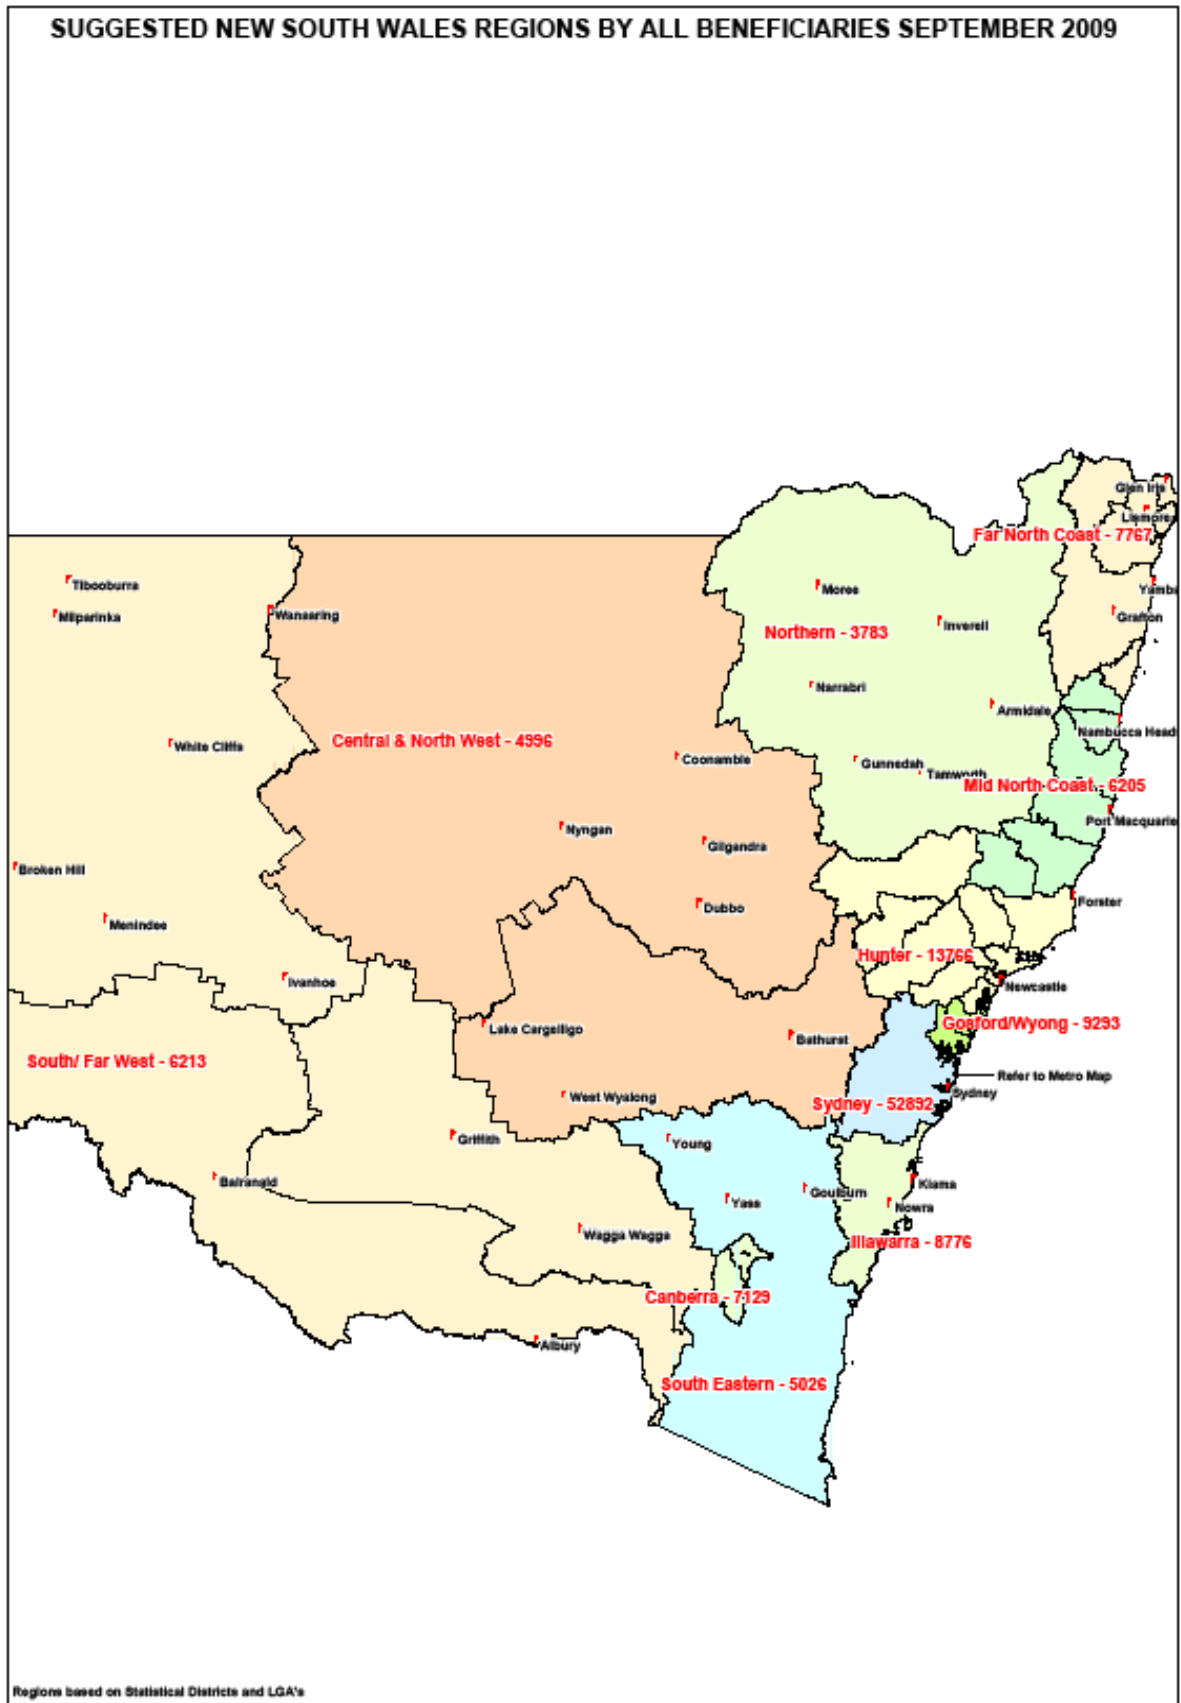 SUGGESTED NEW SOUTH WALES REGIONS BY ALL BENEFICIARIES SEPTEMBER 2009
Glen Iris
Lismore
Far North Coast - 7767
Tibooburra
Moree
Yamba
Milparinka
Wanaaring
Grafton
Inverell
Northern - 3783
Narrabri
Armidale
Nambucca Heads
Central & North West - 4996
White Cliffs
Coonamble
Gunnedah
Tamworth
Mid North Coast - 6205
Port Macquarie
Nyngan
Gilgandra
Broken Hill
Forster
Dubbo
Menindee
Hunter - 13766
Ivanhoe
Newcastle
Gosford/Wyong - 9293
Lake Cargelligo
Bathurst
South/ Far West - 6213
Refer to Metro Map
Sydney
West Wyalong
Sydney - 52892
Griffith
Young
Balranald
Kiama
Goulburn
Yass
Nowra
Wagga Wagga
Illawarra - 8776
Canberra - 7129
Albury
South Eastern - 5026
Regions based on Statistical Districts and LGA's